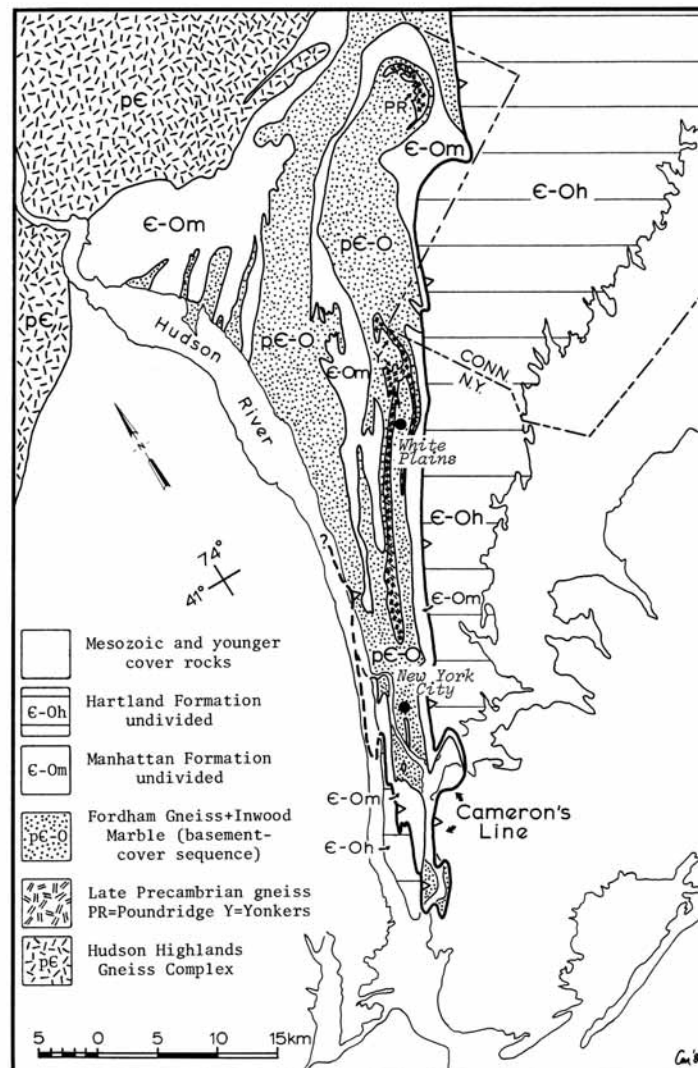 pЄ
PR
Є-Om
Є-Oh
Є-Om
pЄ-O
pЄ
Hudson
River
pЄ-O
Є-Om
Y
Y
CONN.
N.Y.
White
Plains
N
Є-Oh
?
74°
41°
Є-Om
pЄ-O
New York
City
Є-Om
Є-Oh
Cameron's
Line
Mesozoic and younger
cover rocks
Є-Oh
Hartland Formation
undivided
Є-Om
Manhattan Formation
undivided
pЄ-O
Fordham Gneiss+Inwood
Marble (basement-
cover sequence)
Late Precambrian gneiss
PR=Poundridge Y=Yonkers
pЄ
Hudson Highlands
Gneiss Complex
5 0 5 10 15km